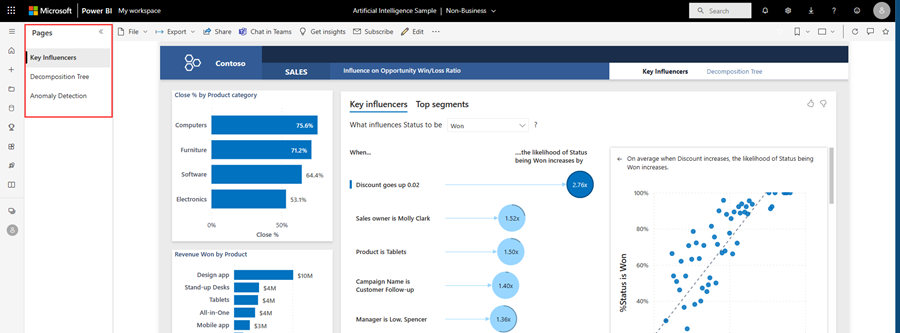 Microsoft Power BI My workspace
Artificial Intelligence Sample | Non-Business
Search
Pages
Key Influencers
Decomposition Tree
Anomaly Detection
File
Export
Share
Chat in Teams
Get insights
Subscribe
Edit
Contoso
SALES
Influence on Opportunity Win/Loss Ratio
Key Influencers
Decomposition Tree
Close % by Product category
Computers 75.6%
Furniture 71.2%
Software 64.4%
Electronics 53.1%
0% 50%
Close %
Revenue Won by Product
Design app $10M
Stand-up Desks $4M
Tablets $4M
All-in-One $4M
Mobile app $3M
Key influencers Top segments
What influences Status to be Won ?
When...
....the likelihood of Status
being Won increases by
Discount goes up 0.02 2.76x
Sales owner is Molly Clark 1.52x
Product is Tablets 1.50x
Campaign Name is
Customer Follow-up 1.40x
Manager is Low, Spencer 1.36x
On average when Discount increases, the likelihood of Status being
Won increases.
100%
80%
60%
40%
%Status is Won